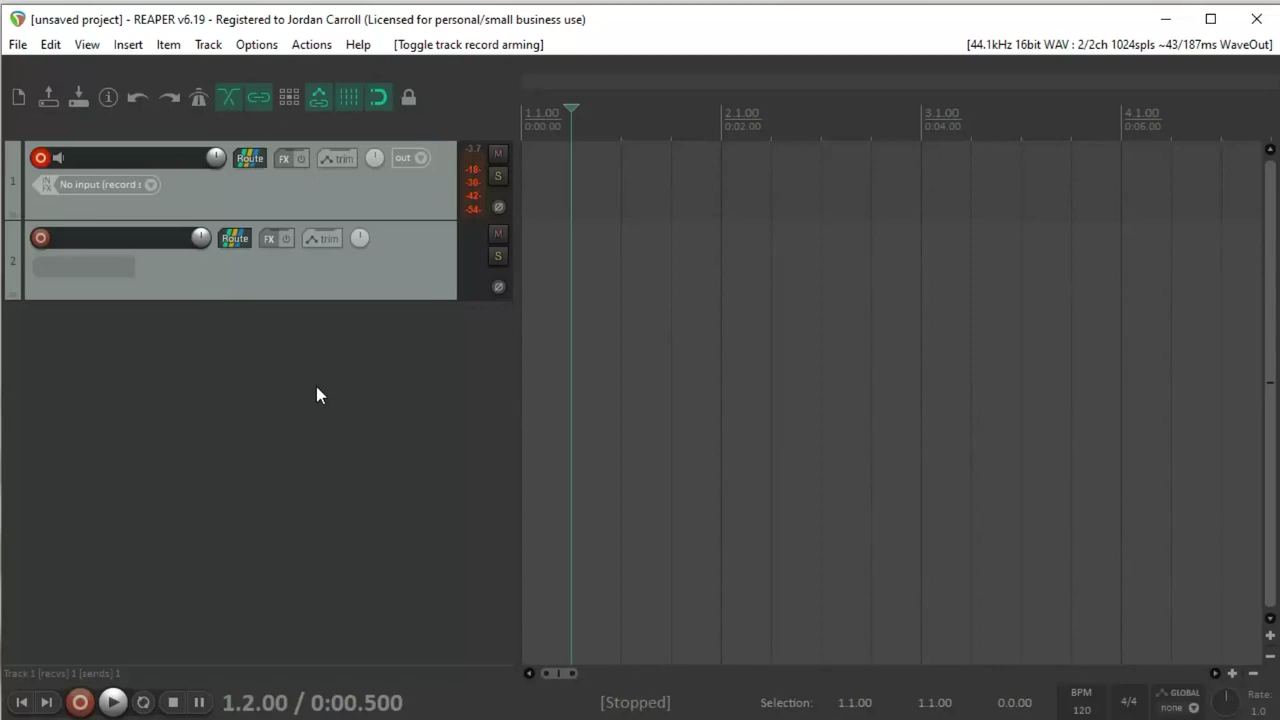 [unsaved project] - REAPER v6.19 - Registered to Jordan Carroll (Licensed for personal/small business use)
File Edit View Insert Item Track Options Actions Help [Toggle track record arming] [44.1kHz 16bit WAV : 2/2ch 1024spls ~43/187ms WaveOut]
1.1.00 2.1.00 3.1.00 4.1.00
0:00.00 0:02.00 0:04.00 0:06.00
Route FX trim out -3.7 M
1 IN FX No input (record s -18- S
-30-
-42-
-54-
Route FX trim M
2 S
Track 1 [recvs] 1 [sends] 1
1.2.00 / 0:00.500 [Stopped] Selection: 1.1.00 1.1.00 0.0.00 BPM 120 4/4 GLOBAL none Rate: 1.0